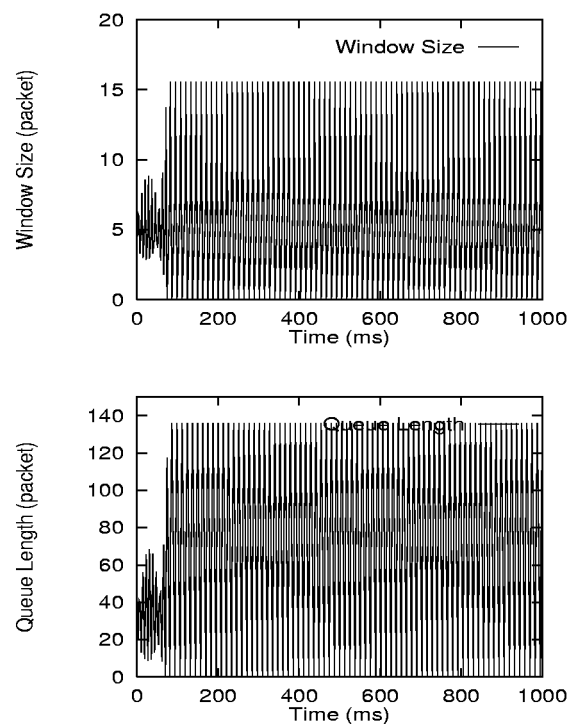 Window Size (packet)
20
15
10
5
0
Window Size
0 200 400 600 800 1000
Time (ms)
Queue Length (packet)
140
120
100
80
60
40
20
0
Queue Length
0 200 400 600 800 1000
Time (ms)